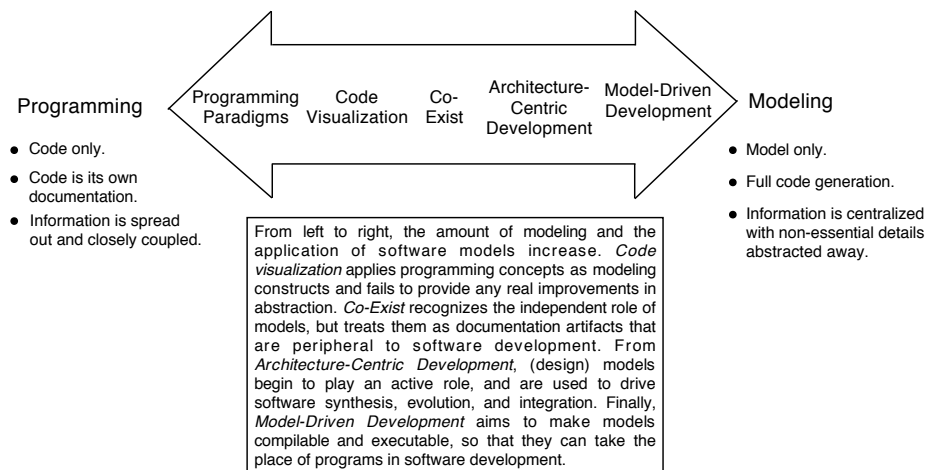 Programming
● Code only.
● Code is its own
documentation.
● Information is spread
out and closely coupled.
Programming
Paradigms
Code
Visualization
Co-
Exist
Architecture-
Centric
Development
Model-Driven
Development
Modeling
● Model only.
● Full code generation.
● Information is centralized
with non-essential details
abstracted away.
From left to right, the amount of modeling and the
application of software models increase. Code
visualization applies programming concepts as modeling
constructs and fails to provide any real improvements in
abstraction. Co-Exist recognizes the independent role of
models, but treats them as documentation artifacts that
are peripheral to software development. From
Architecture-Centric Development, (design) models
begin to play an active role, and are used to drive
software synthesis, evolution, and integration. Finally,
Model-Driven Development aims to make models
compilable and executable, so that they can take the
place of programs in software development.